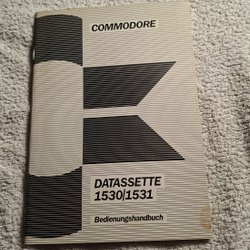 COMMODORE
DATASSETTE
1530/1531
Bedienungshandbuch